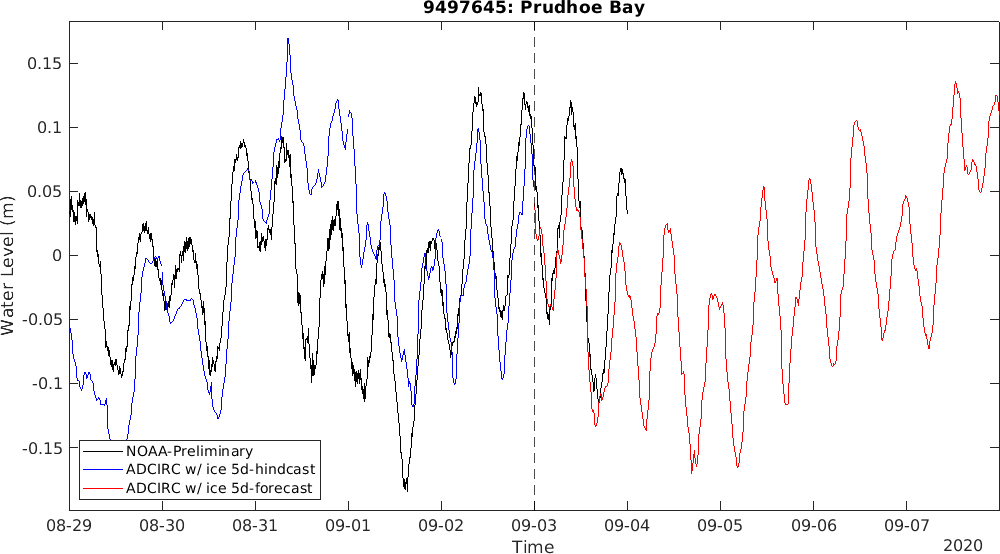 9497645: Prudhoe Bay
0.15
0.1
0.05
0
-0.05
-0.1
-0.15
Water Level (m)
NOAA-Preliminary
ADCIRC w/ ice 5d-hindcast
ADCIRC w/ ice 5d-forecast
08-29 08-30 08-31 09-01 09-02 09-03 09-04 09-05 09-06 09-07
Time
2020